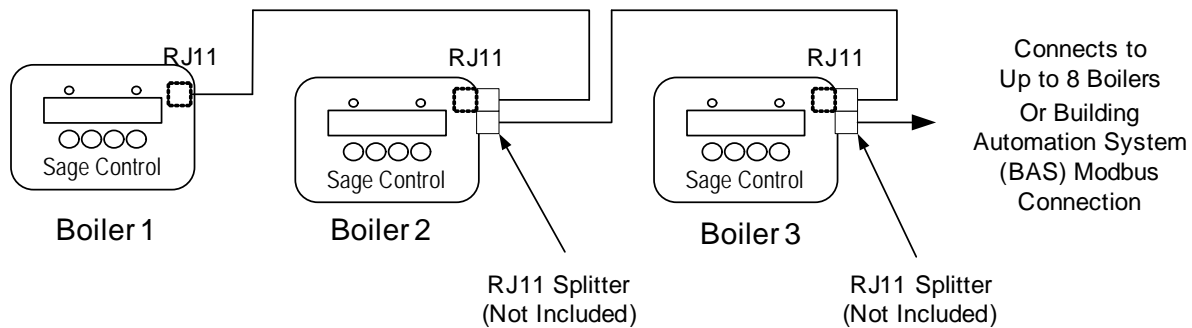 RJ11
RJ11
RJ11
Sage Control
Sage Control
Sage Control
Boiler 1
Boiler 2
Boiler 3
RJ11 Splitter
(Not Included)
RJ11 Splitter
(Not Included)
Connects to
Up to 8 Boilers
Or Building
Automation System
(BAS) Modbus
Connection